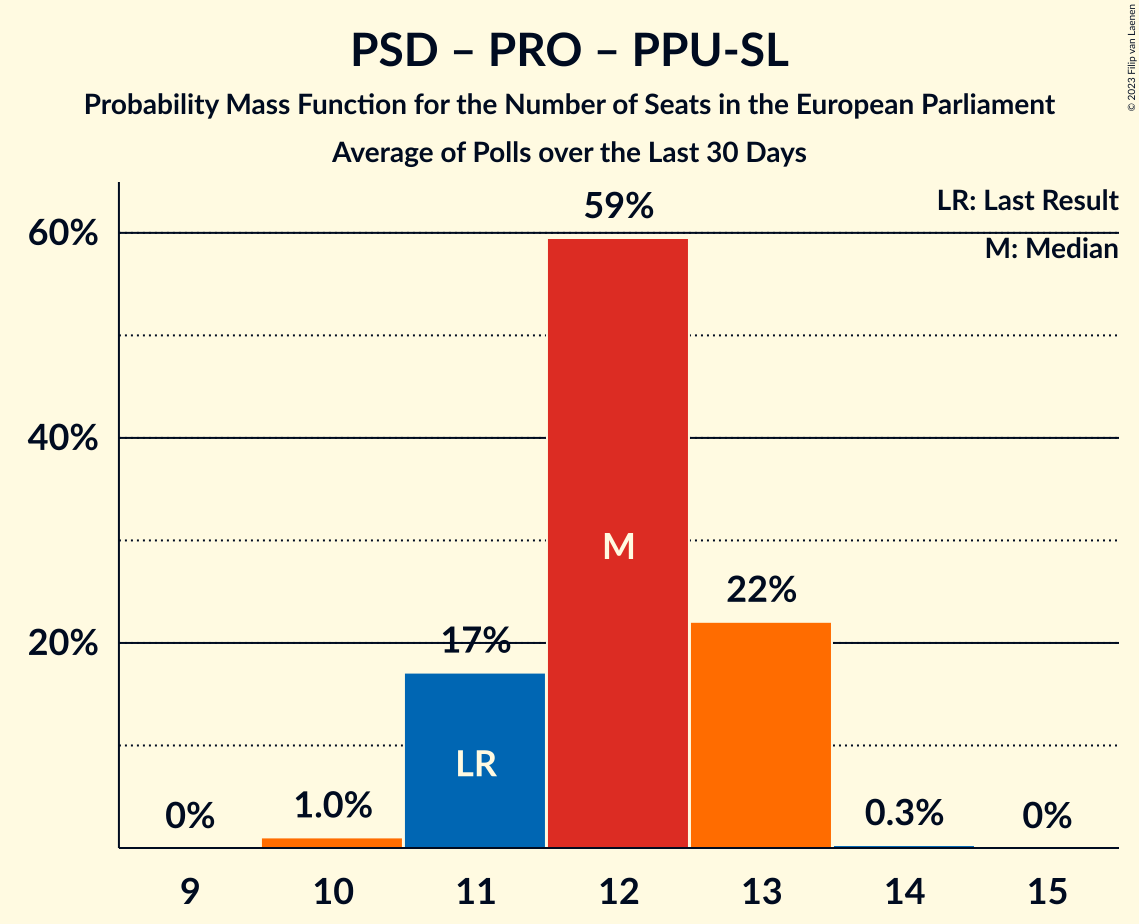 PSD – PRO – PPU-SL
Probability Mass Function for the Number of Seats in the European Parliament
Average of Polls over the Last 30 Days
© 2023 Filip van Laenen
LR: Last Result
M: Median
60%
40%
20%
0%
1.0%
17%
59%
22%
0.3%
0%
LR
M
9
10
11
12
13
14
15